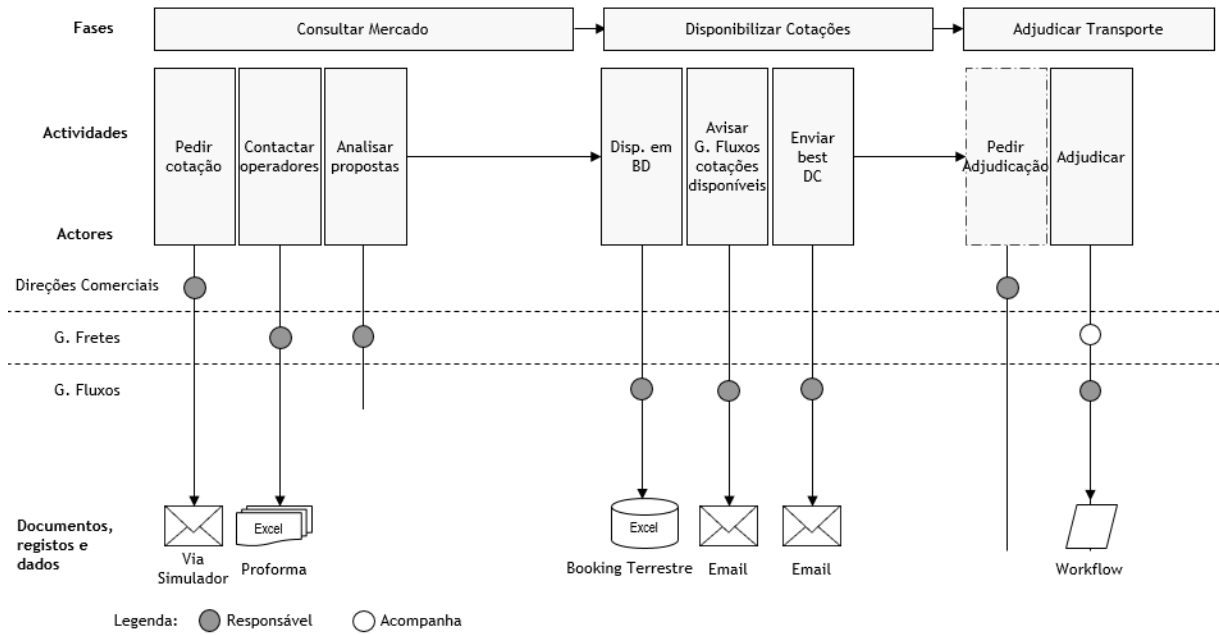 Fases
Consultar Mercado
Disponibilizar Cotações
Adjudicar Transporte
Actividades
Pedir
cotação
Contactar
operadores
Analisar
propostas
Disp. em
BD
Avisar
G. Fluxos
cotações
disponíveis
Enviar
best
DC
Pedir
Adjudicação
Adjudicar
Actores
Direções Comerciais
G. Fretes
G. Fluxos
Documentos,
registos e
dados
Via
Simulador
Excel
Proforma
Excel
Booking Terrestre
Email
Email
Workflow
Legenda:
Responsável
Acompanha